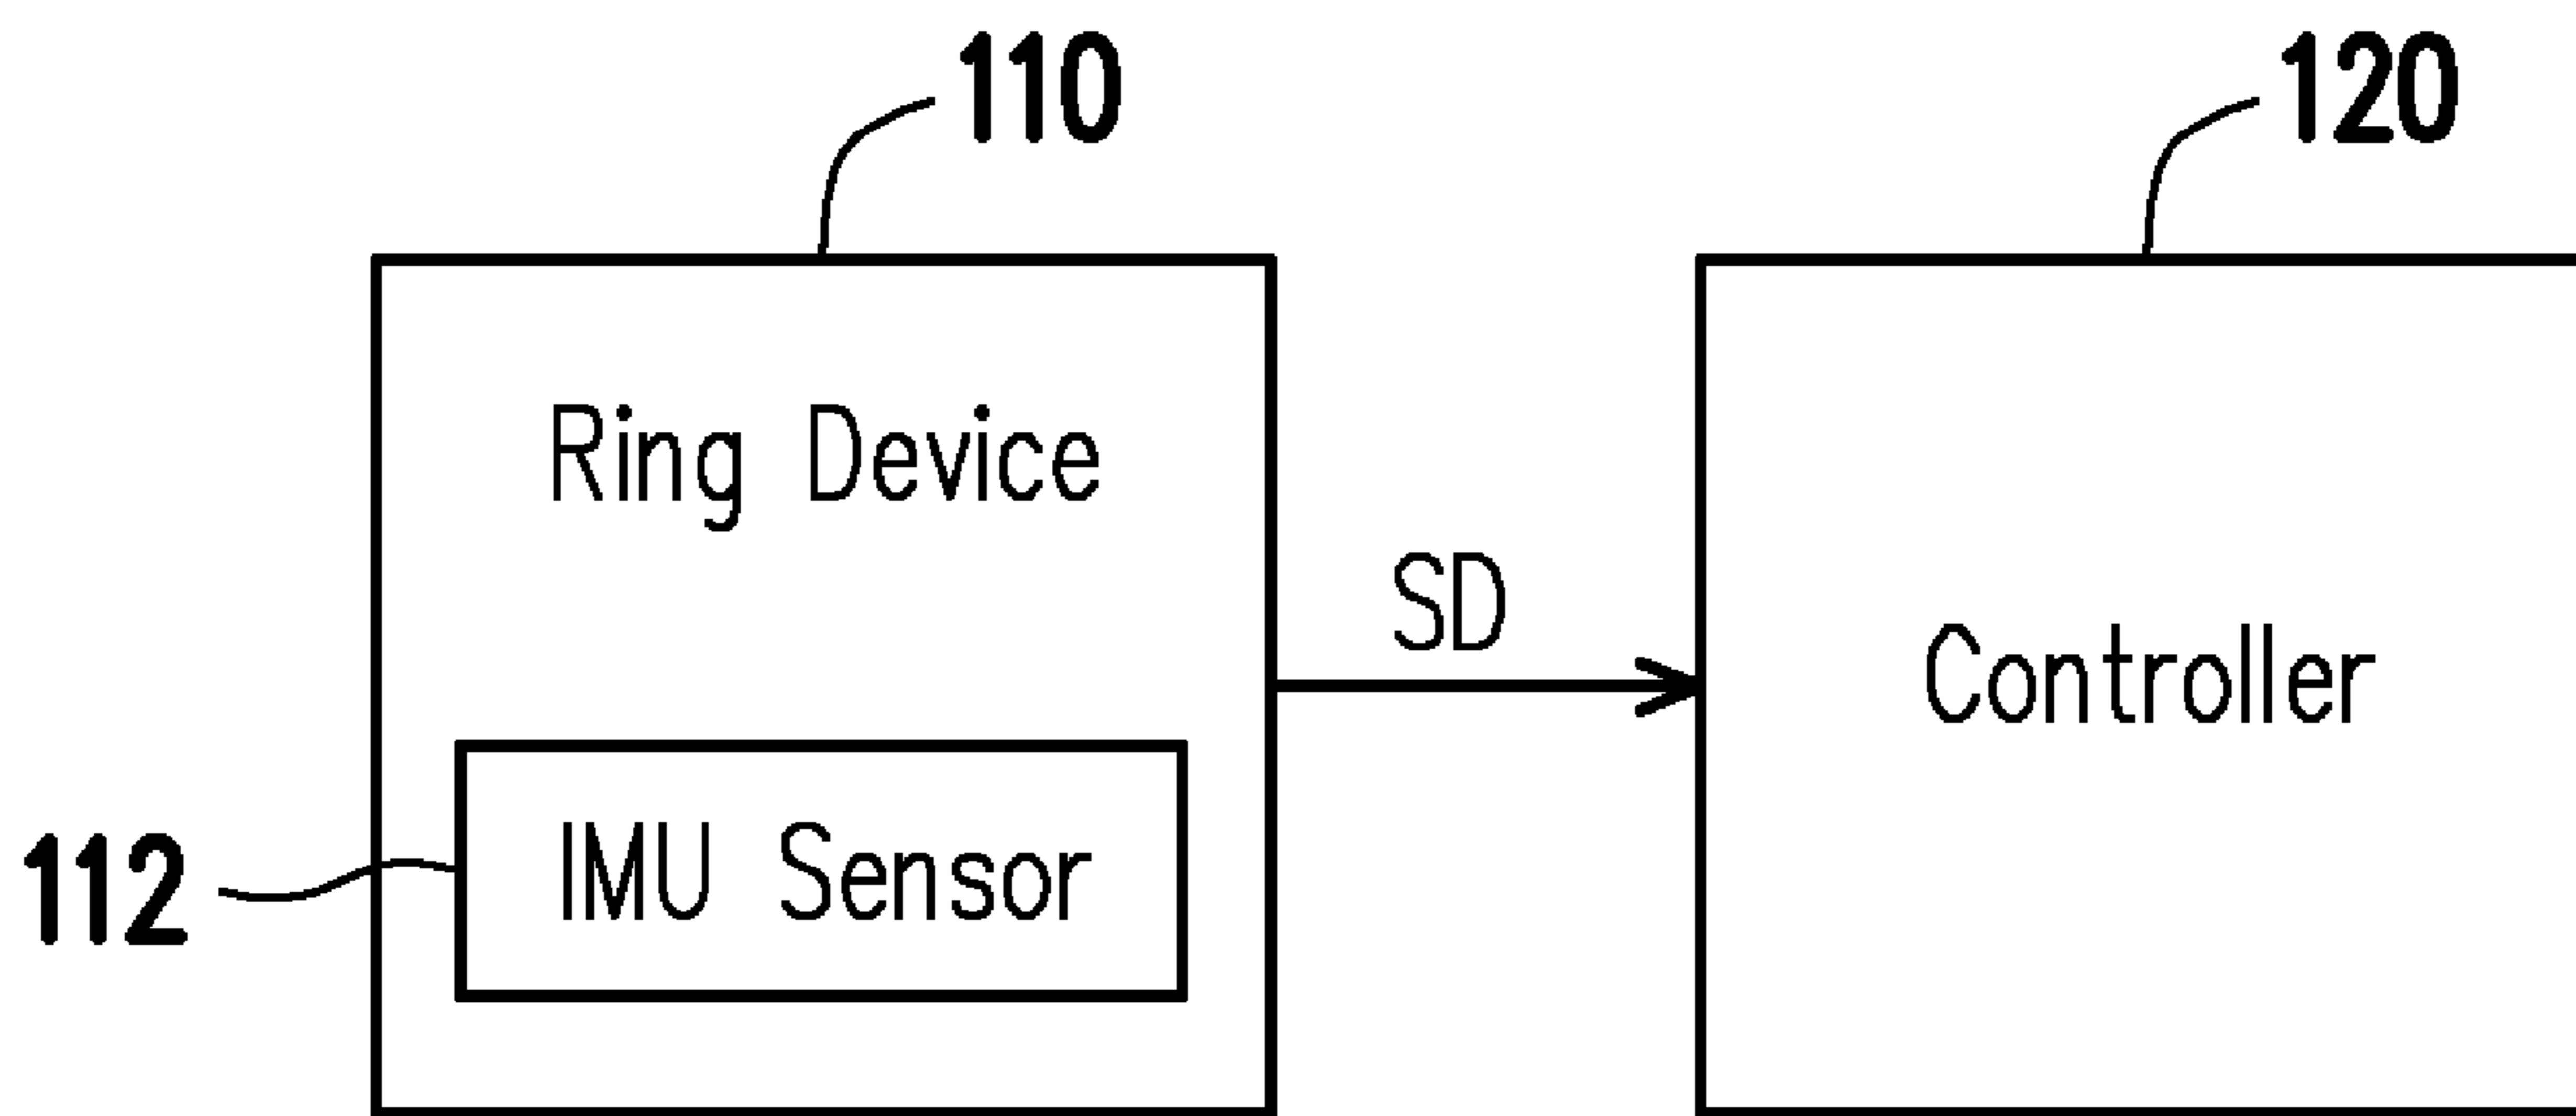 110
120
Ring Device
SD
Controller
112
IMU Sensor